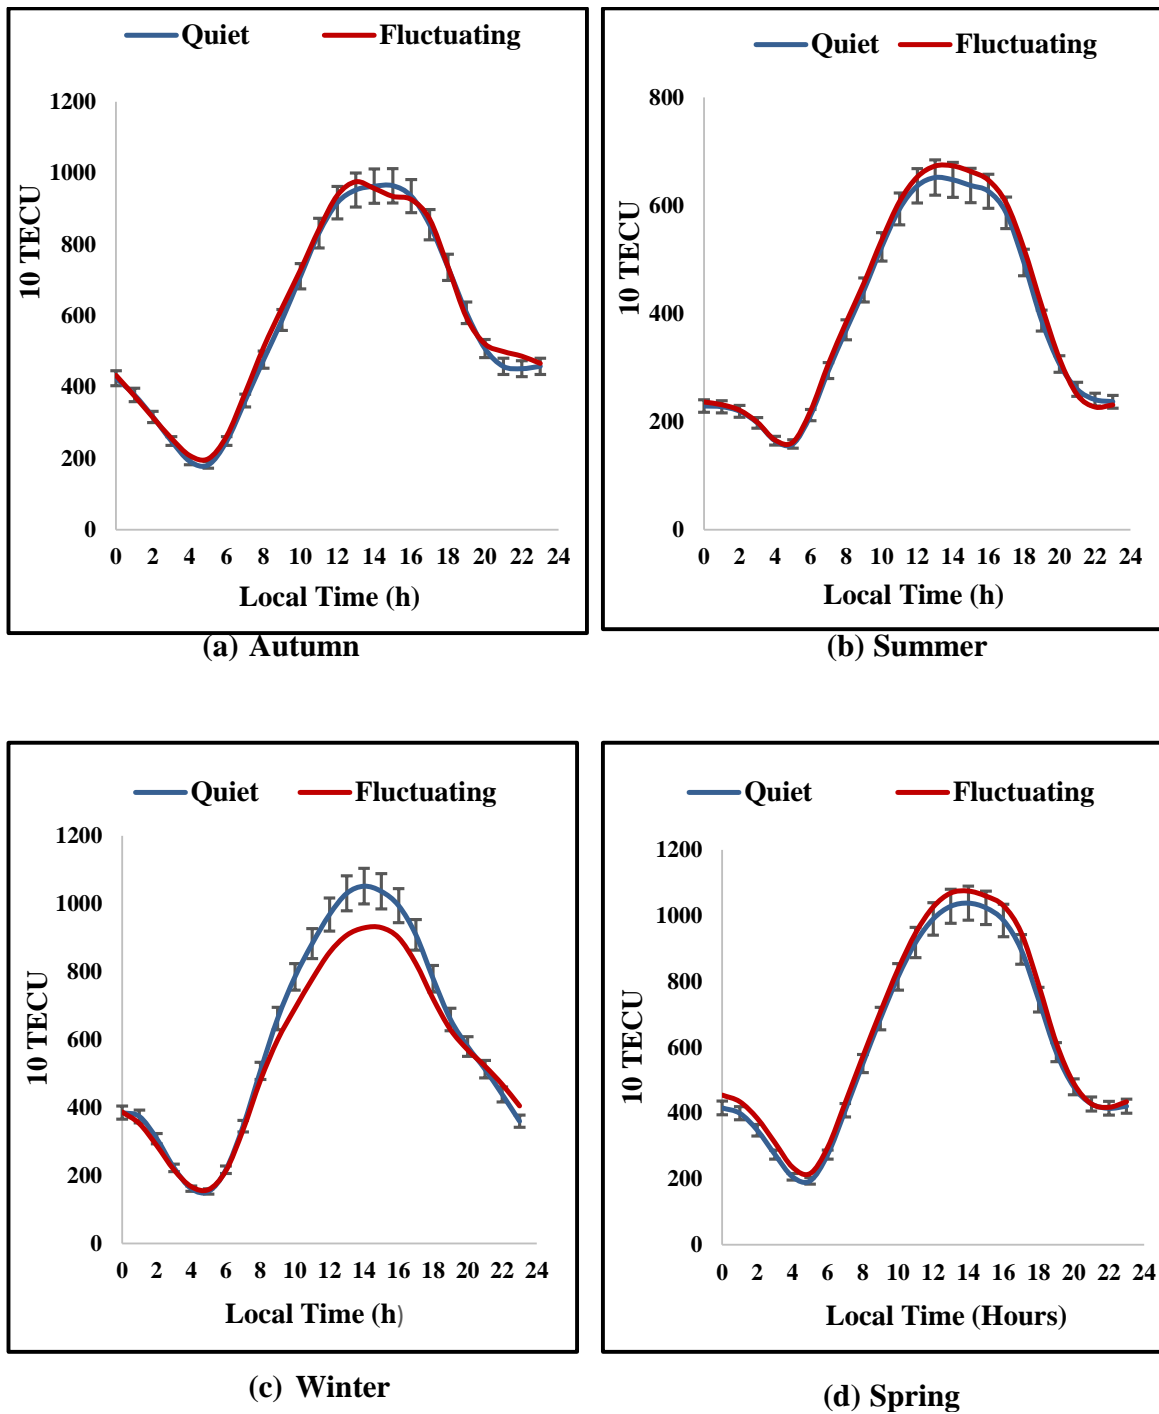 Quiet Fluctuating
1200
1000
800
600
400
200
0
10 TECU
0 2 4 6 8 10 12 14 16 18 20 22 24
Local Time (h)
(a) Autumn
Quiet Fluctuating
800
600
400
200
0
10 TECU
0 2 4 6 8 10 12 14 16 18 20 22 24
Local Time (h)
(b) Summer
Quiet Fluctuating
1200
1000
800
600
400
200
0
10 TECU
0 2 4 6 8 10 12 14 16 18 20 22 24
Local Time (h)
(c) Winter
Quiet Fluctuating
1200
1000
800
600
400
200
0
10 TECU
0 2 4 6 8 10 12 14 16 18 20 22 24
Local Time (Hours)
(d) Spring